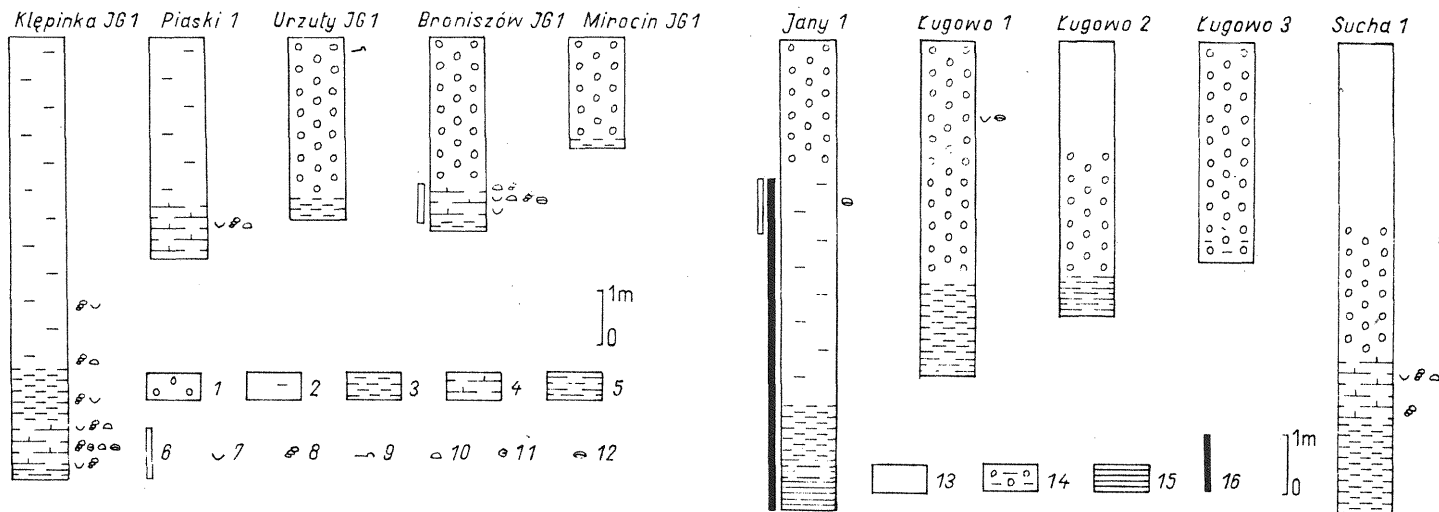 Klępinka JG1 Piaski 1 Urzuty JG1 Broniszów JG1 Mirocin JG1 Jany 1 Ługowo 1 Ługowo 2 Ługowo 3 Sucha 1
1m
0
1 2 3 4 5
6 7 8 9 10 11 12
1m
0
13 14 15 16